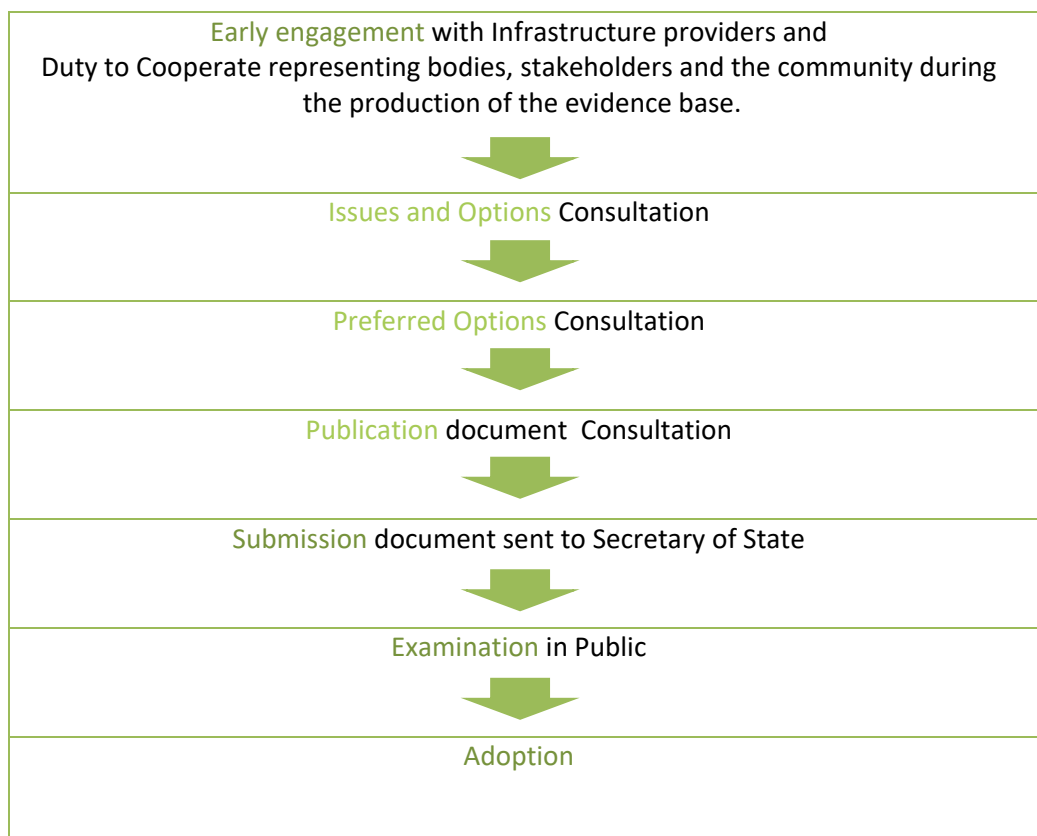 Early engagement with Infrastructure providers and
Duty to Cooperate representing bodies, stakeholders and the community during
the production of the evidence base.
Issues and Options Consultation
Preferred Options Consultation
Publication document  Consultation
Submission document sent to Secretary of State
Examination in Public
Adoption